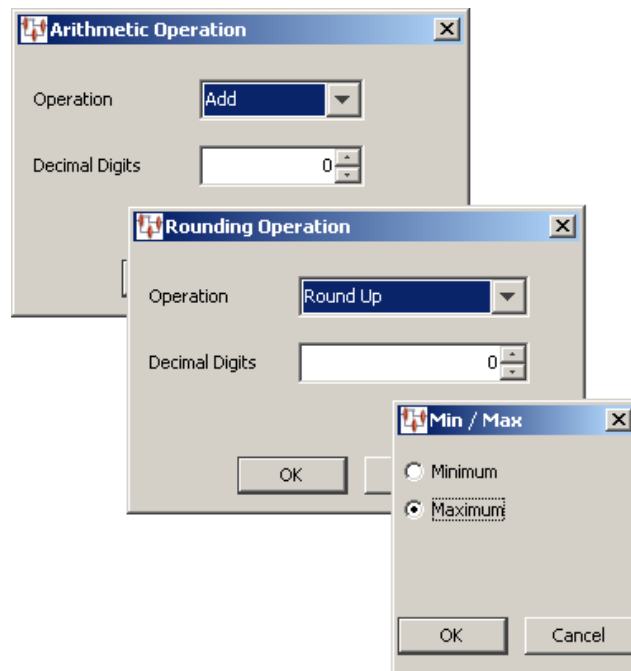 Arithmetic Operation
Operation Add
Decimal Digits 0
Rounding Operation
Operation Round Up
Decimal Digits 0
OK
Min / Max
Minimum
Maximum
OK Cancel